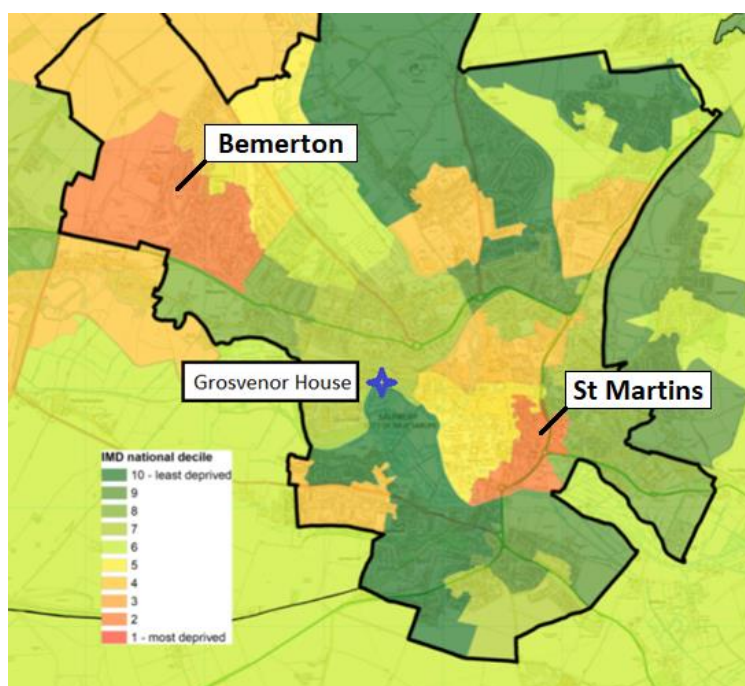 Bemerton
Grosvenor House
St Martins
IMD national decile
10 - least deprived
9
8
7
6
5
4
3
2
1 - most deprived